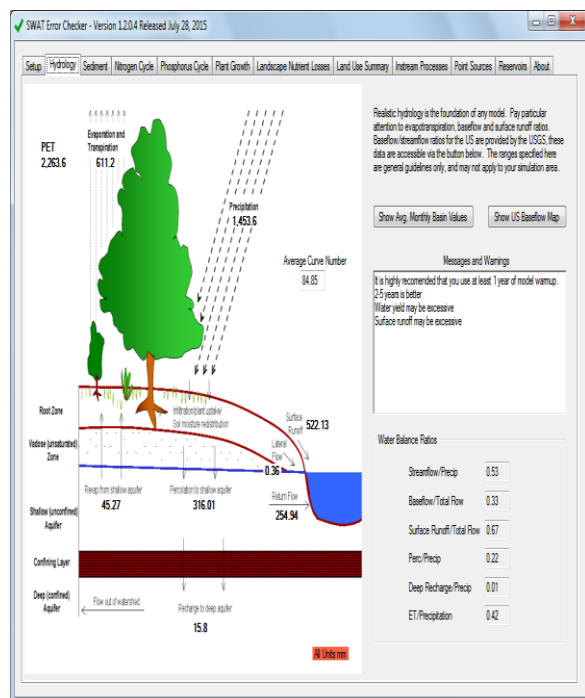 SWAT Error Checker - Version 1.2.0.4 Released July 28, 2015
Setup Hydrology Sediment Nitrogen Cycle Phosphorus Cycle Plant Growth Landscape Nutrient Losses Land Use Summary Instream Processes Point Sources Reservoirs About
PET
2,263.6
Evaporation and
Transpiration
611.2
Precipitation
1,453.6
Average Curve Number
84.85
Root Zone
Infiltration/plant uptake/
Soil moisture redistribution
Surface
Runoff
522.13
Vadose (unsaturated)
Zone
Lateral
Flow
0.36
Revap from shallow aquifer
45.27
Percolation to shallow aquifer
316.01
Return Flow
254.94
Shallow (unconfined)
Aquifer
Confining Layer
Deep (confined)
Aquifer
Flow out of watershed
Recharge to deep aquifer
15.8
All Units mm
Realistic hydrology is the foundation of any model. Pay particular
attention to evapotranspiration, baseflow and surface runoff ratios.
Baseflow/streamflow ratios for the US are provided by the USGS, these
data are accessible via the button below. The ranges specified here
are general guidelines only, and may not apply to your simulation area.
Show Avg. Monthly Basin Values
Show US Baseflow Map
Messages and Warnings
It is highly recomended that you use at least 1 year of model warmup.
2-5 years is better
Water yield may be excessive
Surface runoff may be excessive
Water Balance Ratios
Streamflow/Precip 0.53
Baseflow/Total Flow 0.33
Surface Runoff/Total Flow 0.67
Perc/Precip 0.22
Deep Recharge/Precip 0.01
ET/Precipitation 0.42